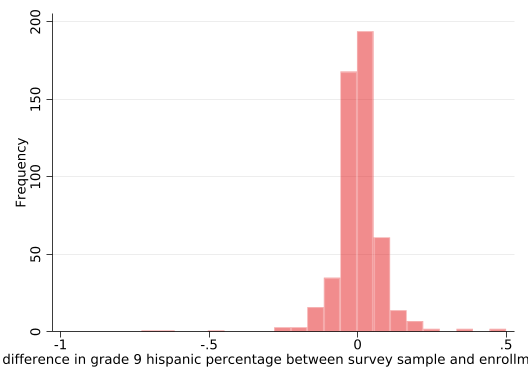 200
150
100
50
0
Frequency
-1 -.5 0 .5
difference in grade 9 hispanic percentage between survey sample and enrollm